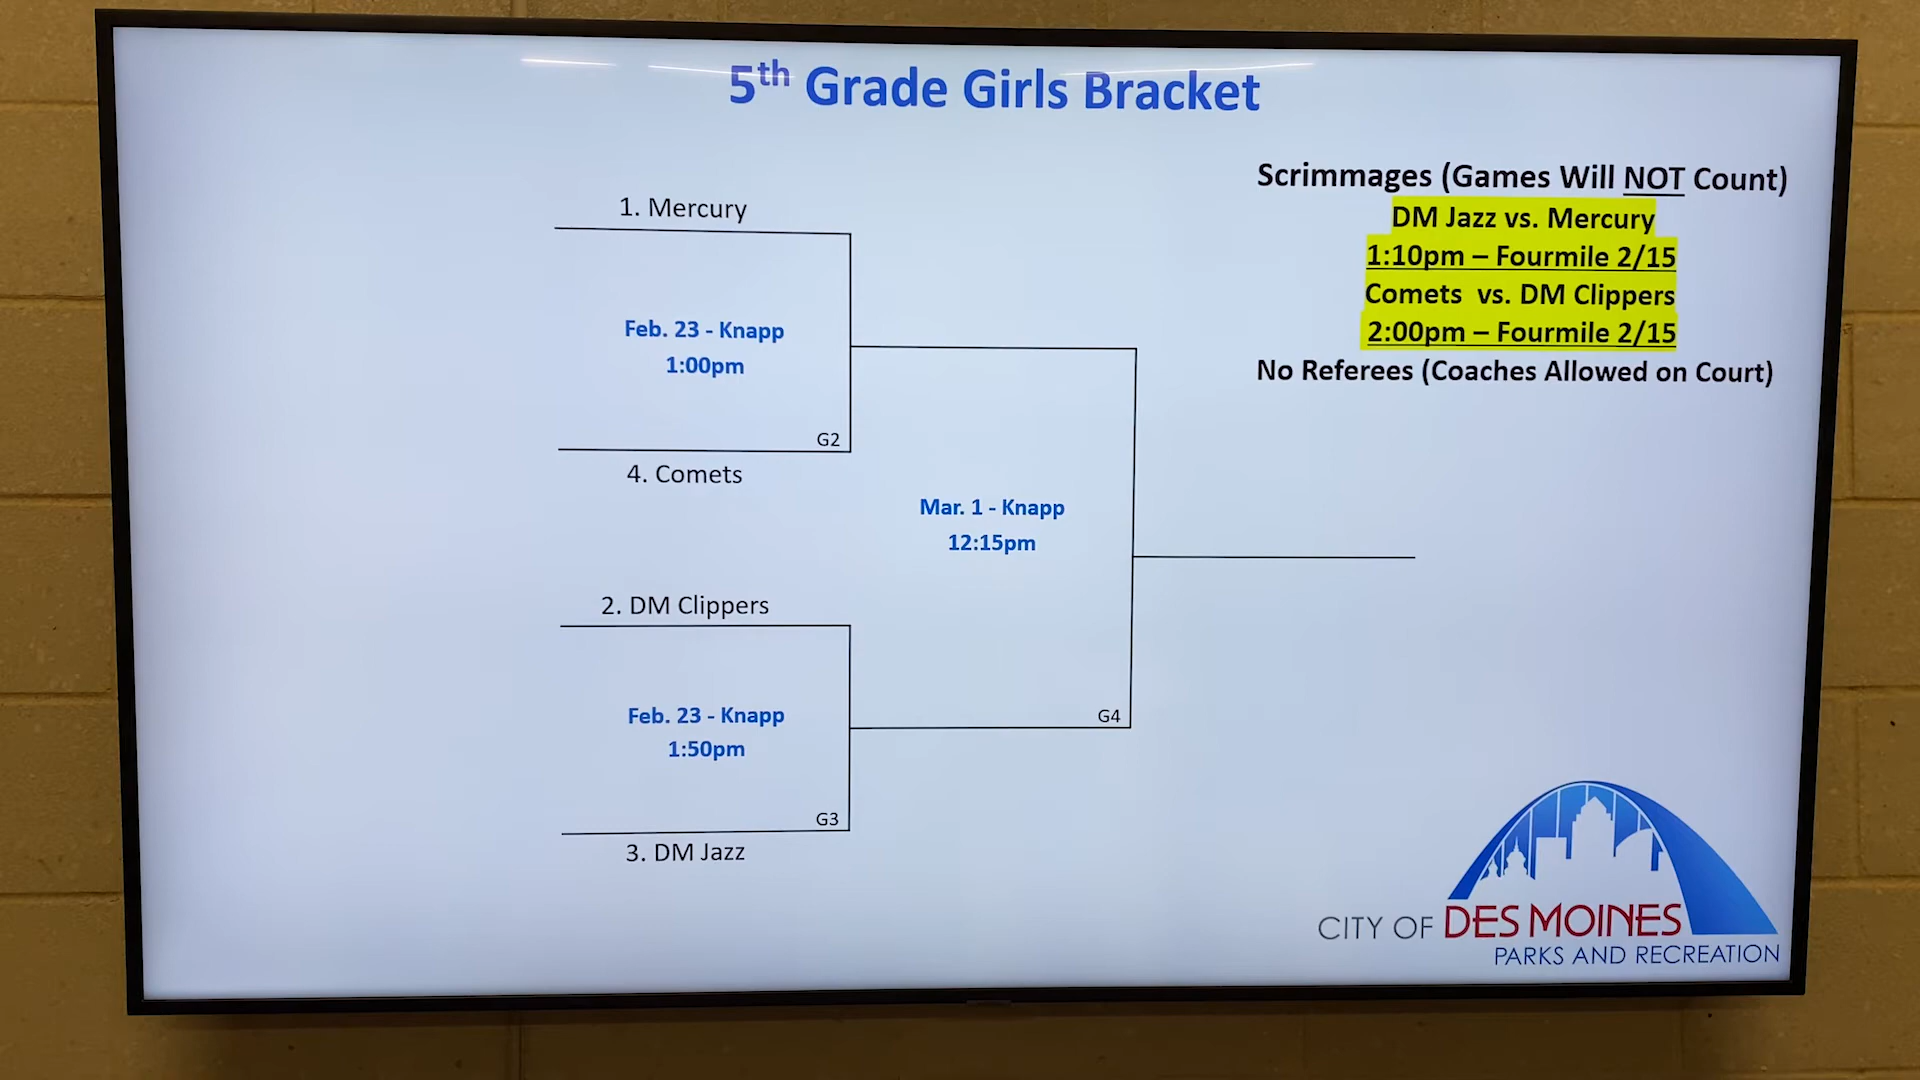 5th Grade Girls Bracket
Scrimmages (Games Will NOT Count)
DM Jazz vs. Mercury
1:10pm – Fourmile 2/15
Comets vs. DM Clippers
2:00pm – Fourmile 2/15
No Referees (Coaches Allowed on Court)
1. Mercury
Feb. 23 - Knapp
1:00pm
G2
4. Comets
Mar. 1 - Knapp
12:15pm
G4
2. DM Clippers
Feb. 23 - Knapp
1:50pm
G3
3. DM Jazz
CITY OF DES MOINES
PARKS AND RECREATION